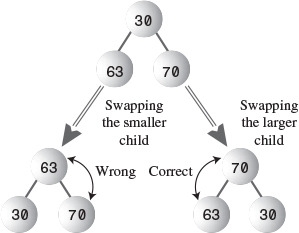 30
63 70
Swapping
the smaller
child
Swapping
the larger
child
63
Wrong
30 70
70
Correct
63 30